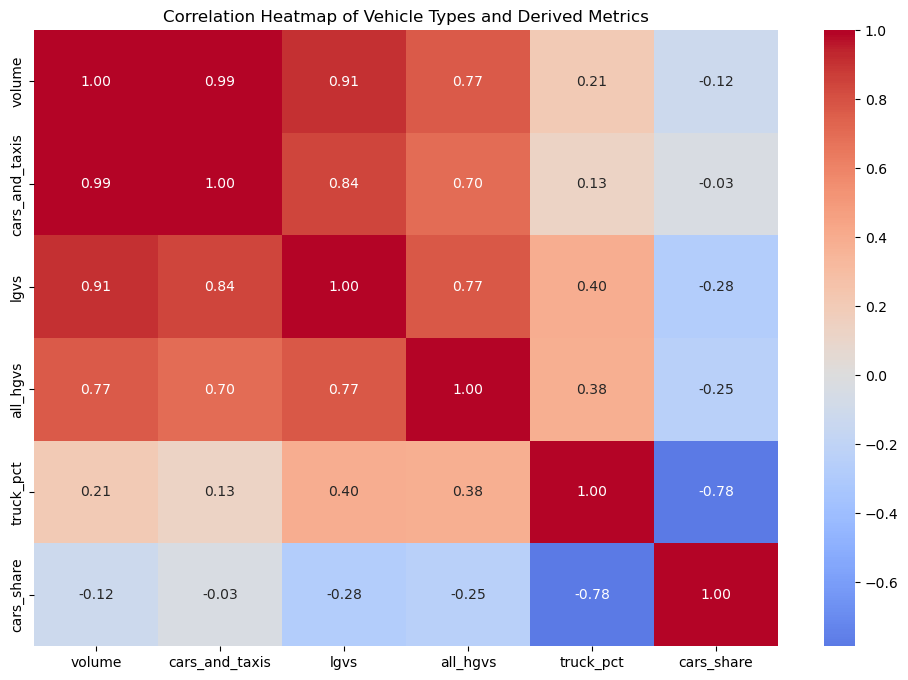 Correlation Heatmap of Vehicle Types and Derived Metrics
volume 1.00 0.99 0.91 0.77 0.21 -0.12
cars_and_taxis 0.99 1.00 0.84 0.70 0.13 -0.03
lgvs 0.91 0.84 1.00 0.77 0.40 -0.28
all_hgvs 0.77 0.70 0.77 1.00 0.38 -0.25
truck_pct 0.21 0.13 0.40 0.38 1.00 -0.78
cars_share -0.12 -0.03 -0.28 -0.25 -0.78 1.00
volume cars_and_taxis lgvs all_hgvs truck_pct cars_share
1.0
0.8
0.6
0.4
0.2
0.0
−0.2
−0.4
−0.6